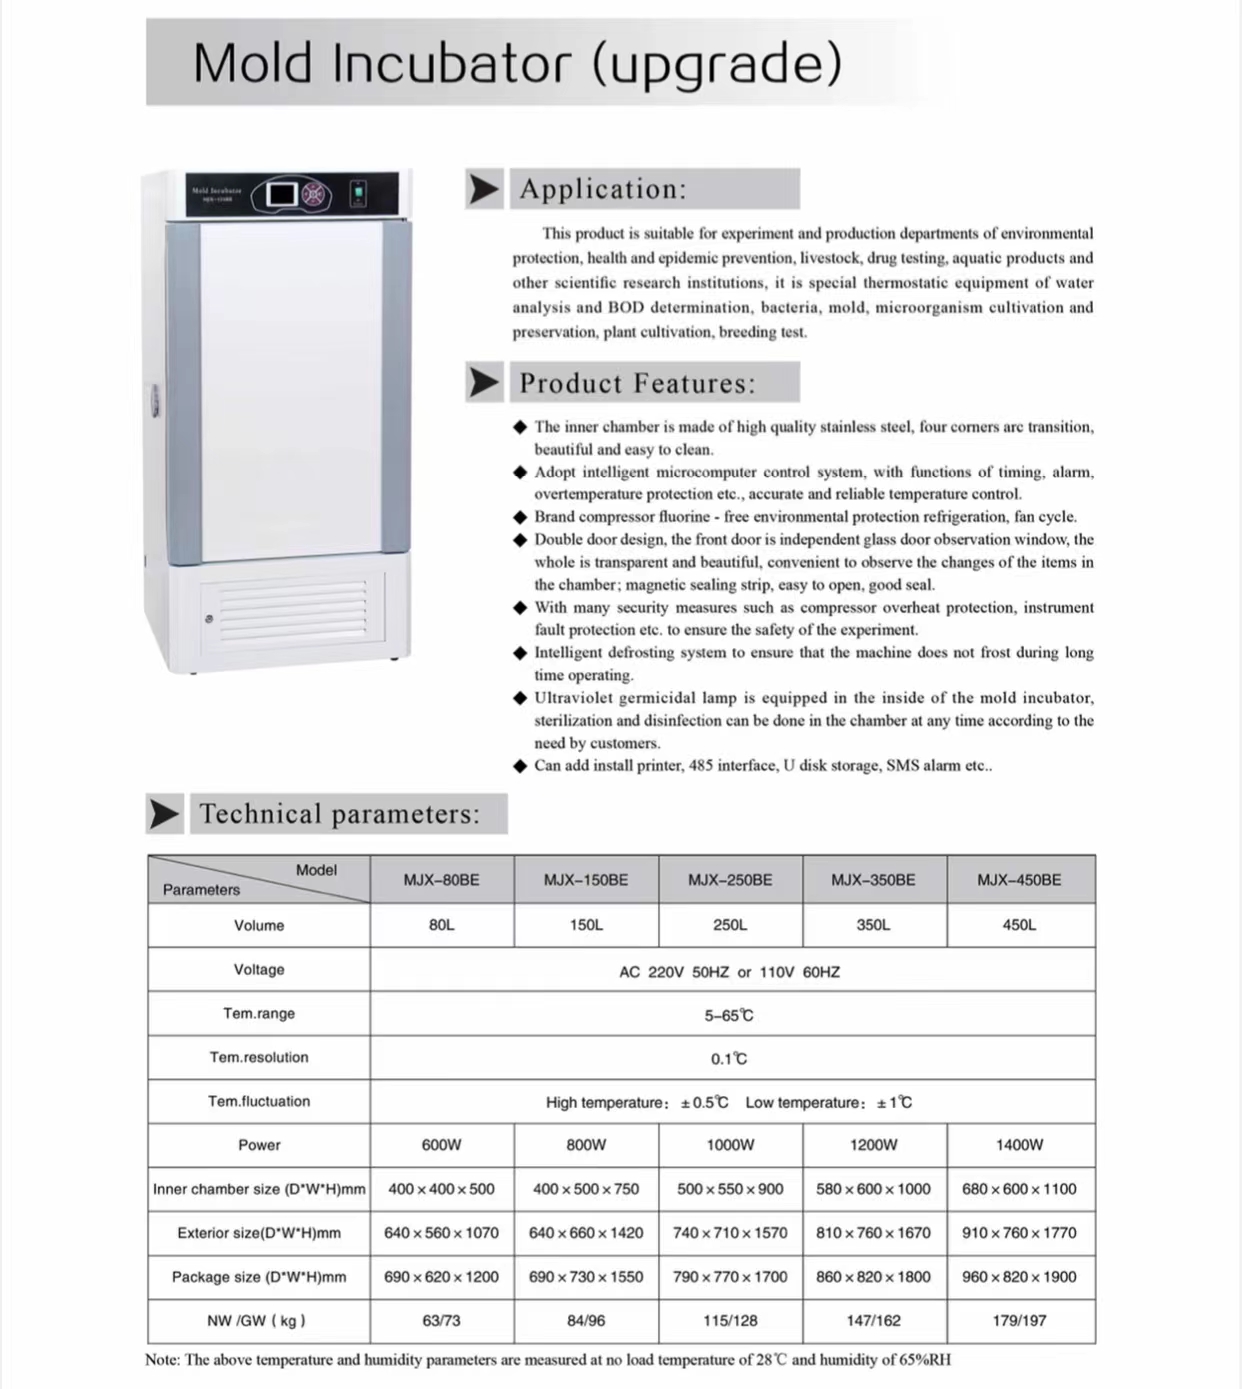 Mold Incubator (upgrade)
Mold Incubator
Application:
This product is suitable for experiment and production departments of environmental
protection, health and epidemic prevention, livestock, drug testing, aquatic products and
other scientific research institutions, it is special thermostatic equipment of water
analysis and BOD determination, bacteria, mold, microorganism cultivation and
preservation, plant cultivation, breeding test.
Product Features:
◆ The inner chamber is made of high quality stainless steel, four corners arc transition,
beautiful and easy to clean.
◆ Adopt intelligent microcomputer control system, with functions of timing, alarm,
overtemperature protection etc., accurate and reliable temperature control.
◆ Brand compressor fluorine - free environmental protection refrigeration, fan cycle.
◆ Double door design, the front door is independent glass door observation window, the
whole is transparent and beautiful, convenient to observe the changes of the items in
the chamber; magnetic sealing strip, easy to open, good seal.
◆ With many security measures such as compressor overheat protection, instrument
fault protection etc. to ensure the safety of the experiment.
◆ Intelligent defrosting system to ensure that the machine does not frost during long
time operating.
◆ Ultraviolet germicidal lamp is equipped in the inside of the mold incubator,
sterilization and disinfection can be done in the chamber at any time according to the
need by customers.
◆ Can add install printer, 485 interface, U disk storage, SMS alarm etc..
Technical parameters:
Parameters Model MJX-80BE MJX-150BE MJX-250BE MJX-350BE MJX-450BE
Volume 80L 150L 250L 350L 450L
Voltage AC 220V 50HZ or 110V 60HZ
Tem.range 5-65℃
Tem.resolution 0.1℃
Tem.fluctuation High temperature: ±0.5℃ Low temperature: ±1℃
Power 600W 800W 1000W 1200W 1400W
Inner chamber size (D*W*H)mm 400×400×500 400×500×750 500×550×900 580×600×1000 680×600×1100
Exterior size(D*W*H)mm 640×560×1070 640×660×1420 740×710×1570 810×760×1670 910×760×1770
Package size (D*W*H)mm 690×620×1200 690×730×1550 790×770×1700 860×820×1800 960×820×1900
NW /GW ( kg ) 63/73 84/96 115/128 147/162 179/197
Note: The above temperature and humidity parameters are measured at no load temperature of 28℃ and humidity of 65%RH